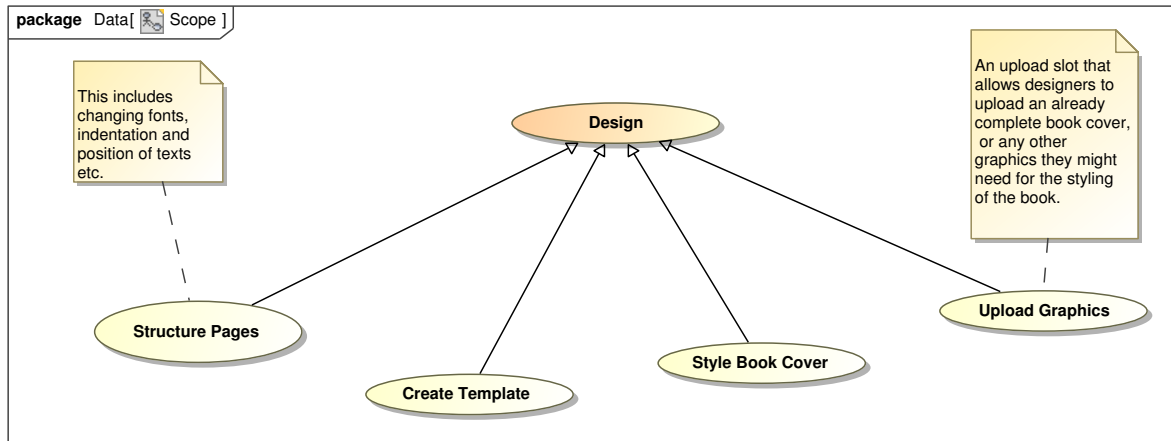 package Data[ Scope ]
This includes
changing fonts,
indentation and
position of texts
etc.
An upload slot that
allows designers to
upload an already
complete book cover,
or any other
graphics they might
need for the styling
of the book.
Design
Structure Pages
Upload Graphics
Style Book Cover
Create Template